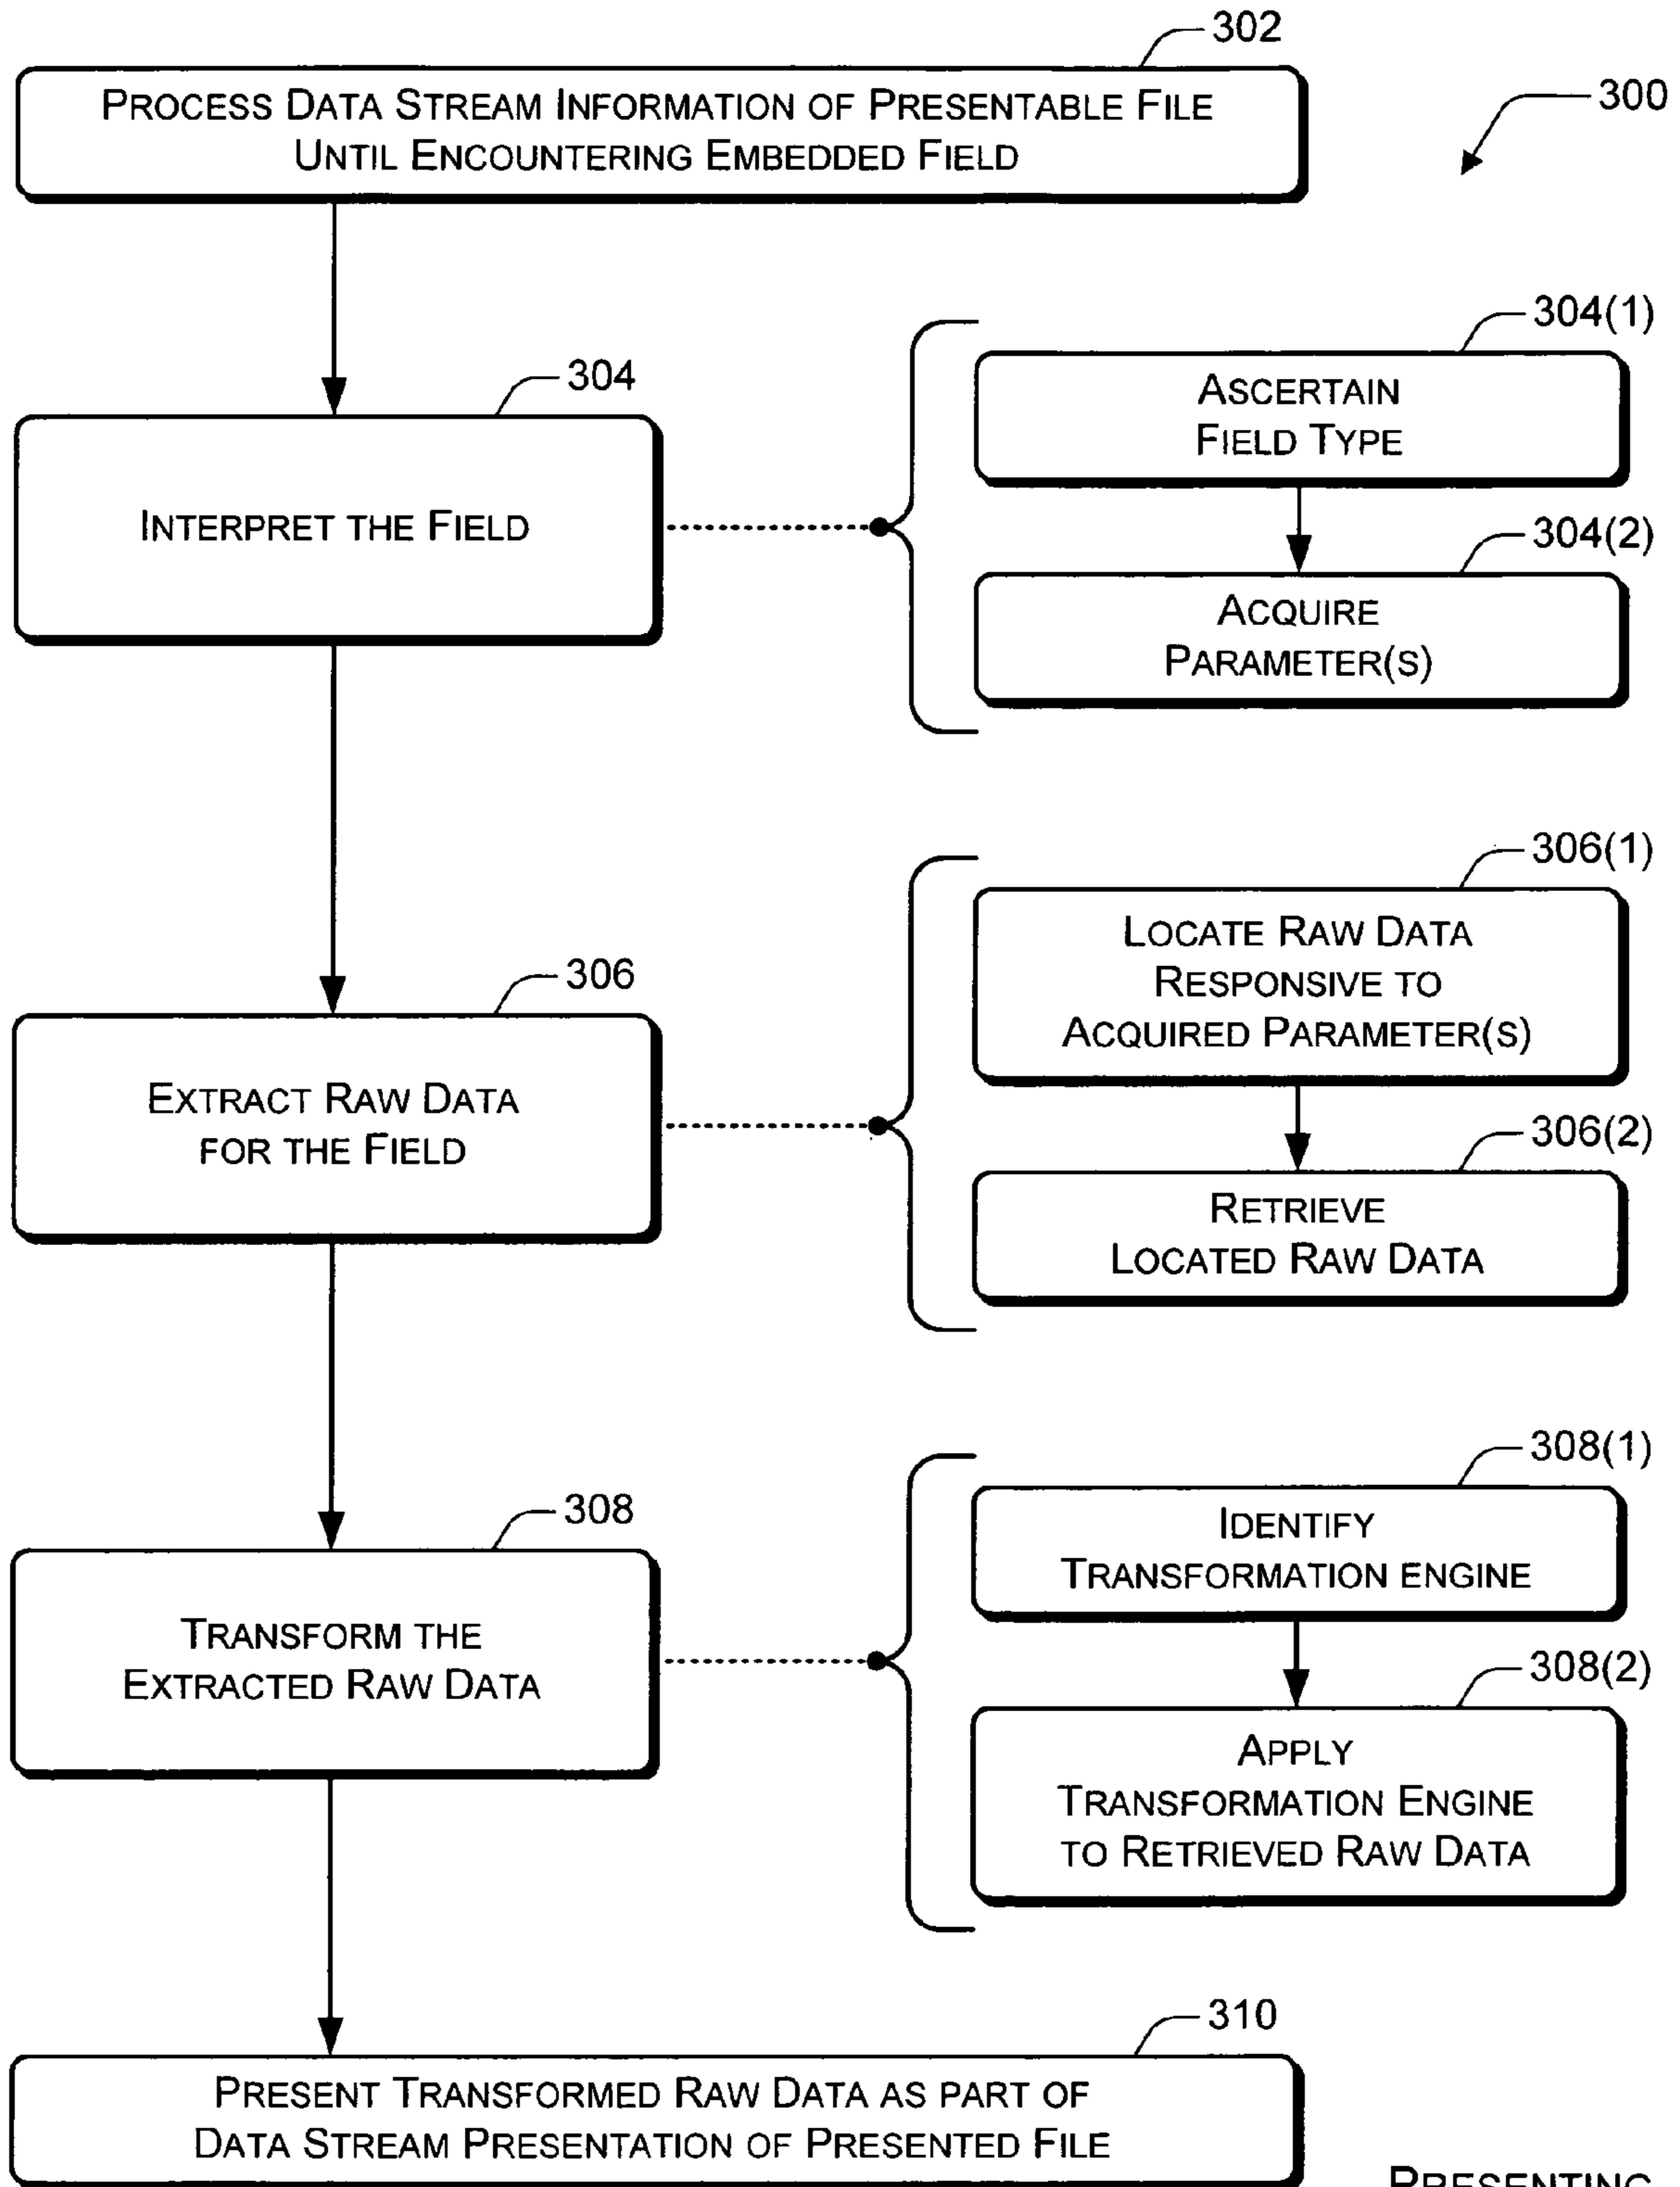 302
300
PROCESS DATA STREAM INFORMATION OF PRESENTABLE FILE
UNTIL ENCOUNTERING EMBEDDED FIELD
304
INTERPRET THE FIELD
304(1)
ASCERTAIN
FIELD TYPE
304(2)
ACQUIRE
PARAMETER(S)
306
EXTRACT RAW DATA
FOR THE FIELD
306(1)
LOCATE RAW DATA
RESPONSIVE TO
ACQUIRED PARAMETER(S)
306(2)
RETRIEVE
LOCATED RAW DATA
308
TRANSFORM THE
EXTRACTED RAW DATA
308(1)
IDENTIFY
TRANSFORMATION ENGINE
308(2)
APPLY
TRANSFORMATION ENGINE
TO RETRIEVED RAW DATA
310
PRESENT TRANSFORMED RAW DATA AS PART OF
DATA STREAM PRESENTATION OF PRESENTED FILE
PRESENTING